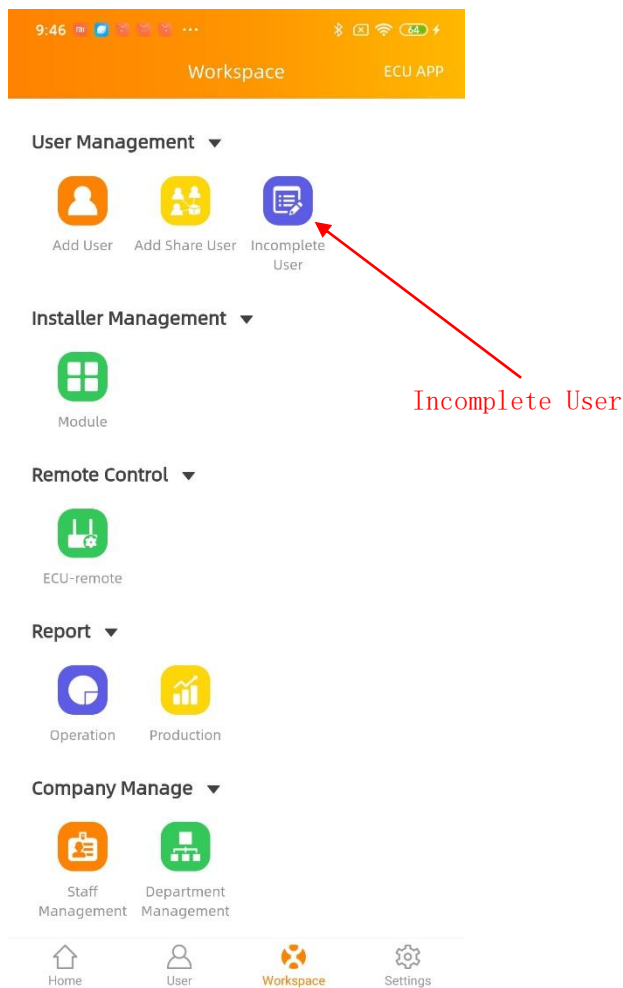 9:46
64
Workspace
ECU APP
User Management
Add User
Add Share User
Incomplete
User
Incomplete User
Installer Management
Module
Remote Control
ECU-remote
Report
Operation
Production
Company Manage
Staff
Management
Department
Management
Home
User
Workspace
Settings